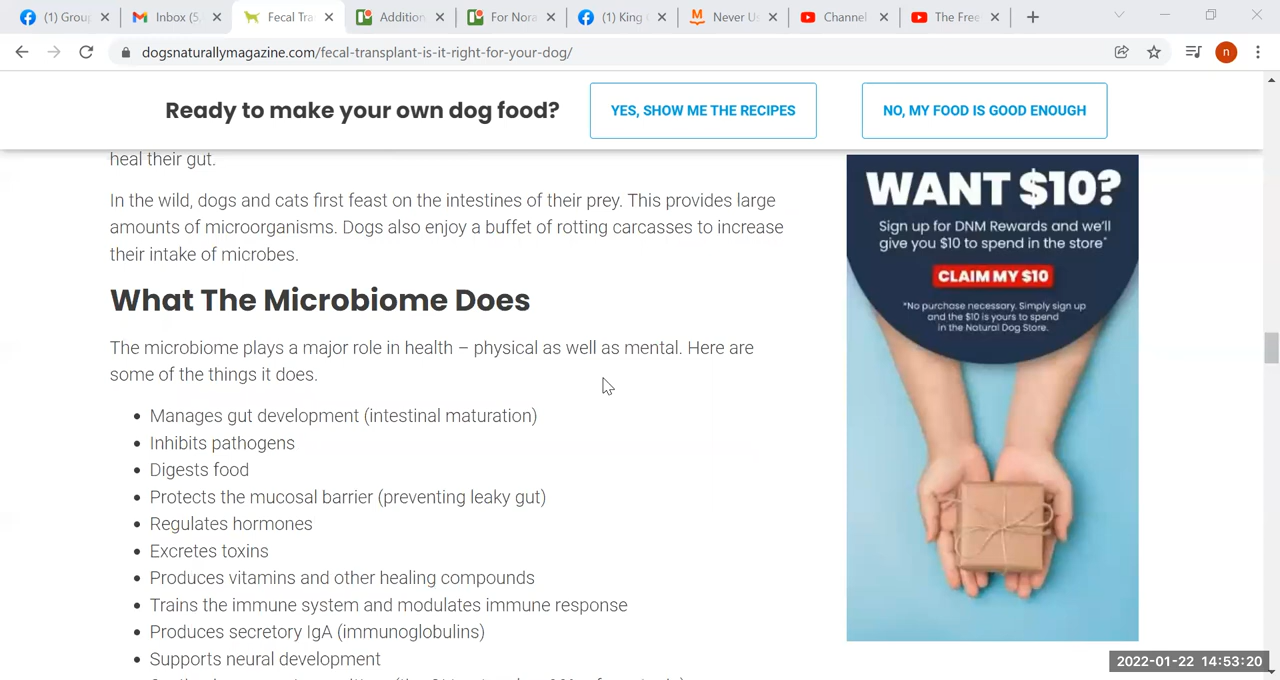 (1) Group
Inbox (5,
Fecal Tra
Addition
For Nora
(1) King
Never Us
Channel
The Free
dogsnaturallymagazine.com/fecal-transplant-is-it-right-for-your-dog/
n
Ready to make your own dog food?
YES, SHOW ME THE RECIPES
NO, MY FOOD IS GOOD ENOUGH
heal their gut.
In the wild, dogs and cats first feast on the intestines of their prey. This provides large
amounts of microorganisms. Dogs also enjoy a buffet of rotting carcasses to increase
their intake of microbes.
What The Microbiome Does
The microbiome plays a major role in health – physical as well as mental. Here are
some of the things it does.
• Manages gut development (intestinal maturation)
• Inhibits pathogens
• Digests food
• Protects the mucosal barrier (preventing leaky gut)
• Regulates hormones
• Excretes toxins
• Produces vitamins and other healing compounds
• Trains the immune system and modulates immune response
• Produces secretory IgA (immunoglobulins)
• Supports neural development
WANT $10?
Sign up for DNM Rewards and we'll
give you $10 to spend in the store*
CLAIM MY $10
*No purchase necessary. Simply sign up
and the $10 is yours to spend
in the Natural Dog Store.
2022-01-22 14:53:20